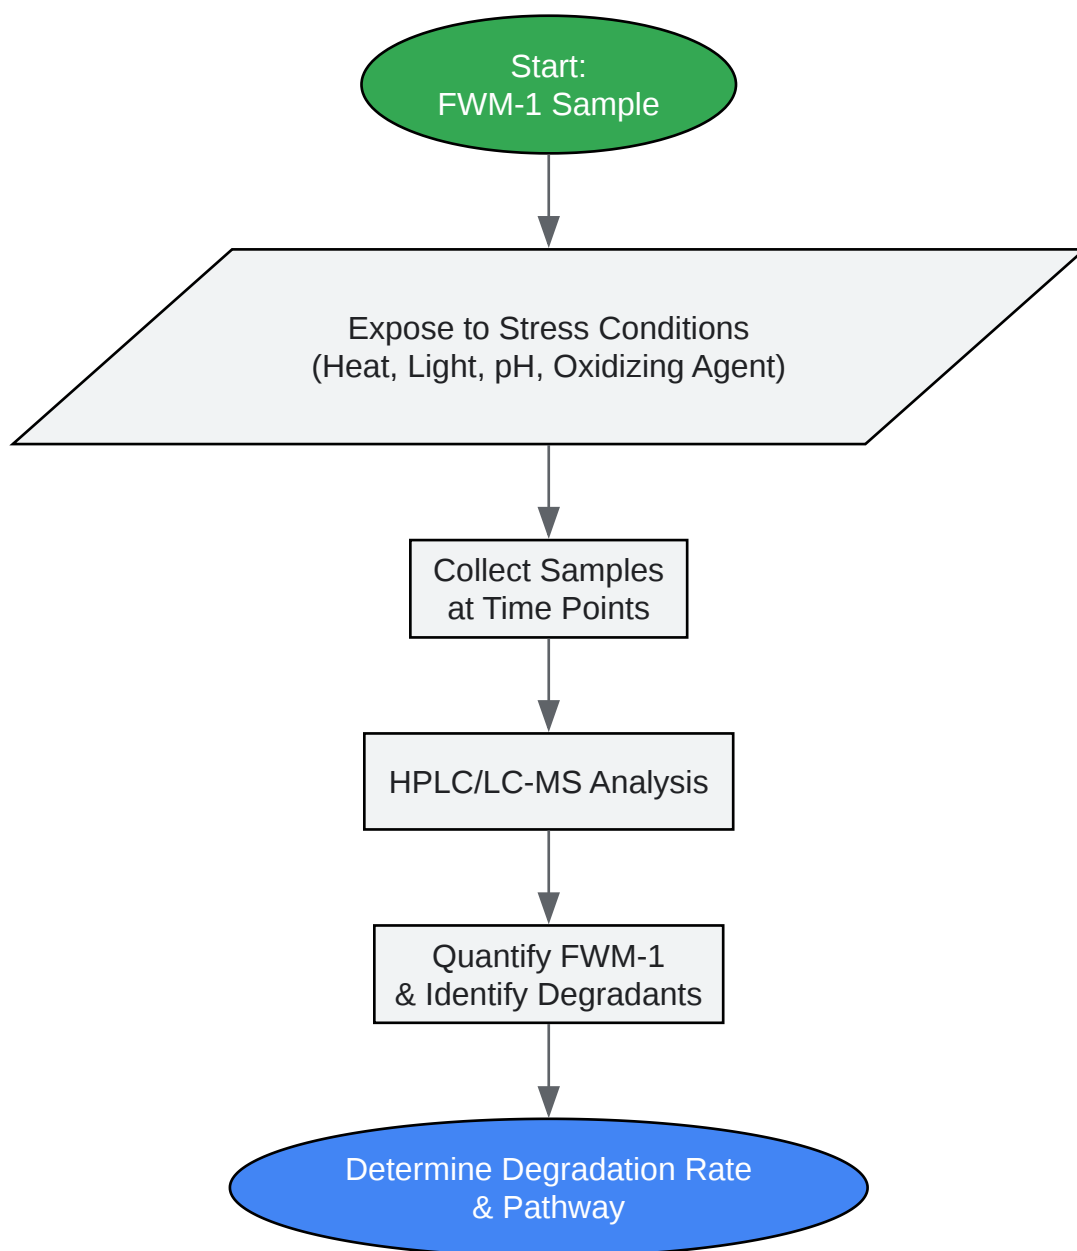 Start:
FWM-1 Sample
Expose to Stress Conditions
(Heat, Light, pH, Oxidizing Agent)
Collect Samples
at Time Points
HPLC/LC-MS Analysis
Quantify FWM-1
& Identify Degradants
Determine Degradation Rate
& Pathway